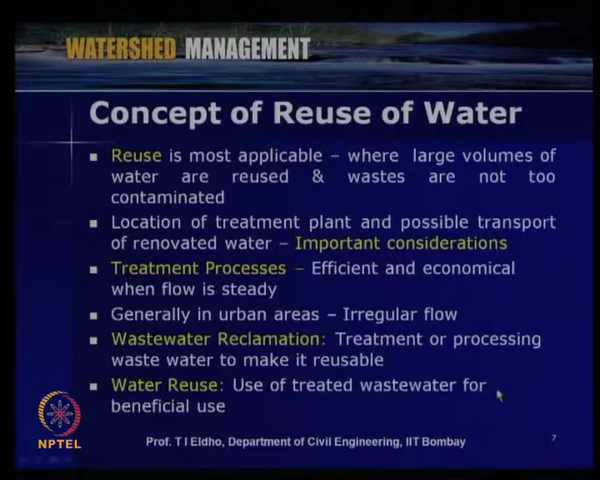 WATERSHED MANAGEMENT
Concept of Reuse of Water
▪ Reuse is most applicable – where large volumes of
water are reused & wastes are not too
contaminated
▪ Location of treatment plant and possible transport
of renovated water – Important considerations
▪ Treatment Processes – Efficient and economical
when flow is steady
▪ Generally in urban areas – Irregular flow
▪ Wastewater Reclamation: Treatment or processing
waste water to make it reusable
▪ Water Reuse: Use of treated wastewater for
beneficial use
NPTEL
Prof. T I Eldho, Department of Civil Engineering, IIT Bombay
7